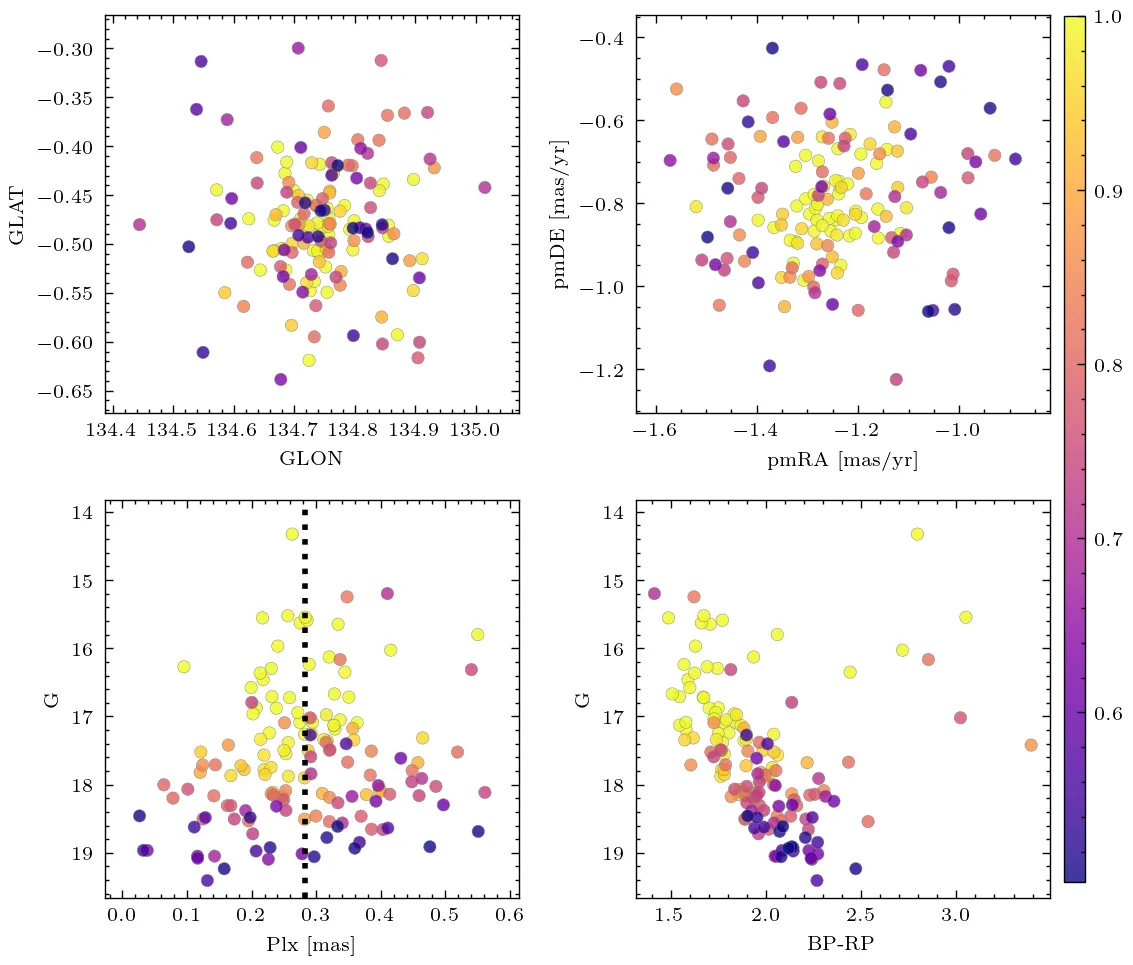 −0.30
−0.35
−0.40
−0.45
−0.50
−0.55
−0.60
−0.65
GLAT
134.4 134.5 134.6 134.7 134.8 134.9 135.0
GLON
−0.4
−0.6
−0.8
−1.0
−1.2
pmDE [mas/yr]
−1.6 −1.4 −1.2 −1.0
pmRA [mas/yr]
14
15
16
17
18
19
G
0.0 0.1 0.2 0.3 0.4 0.5 0.6
Plx [mas]
14
15
16
17
18
19
G
1.5 2.0 2.5 3.0
BP-RP
1.0
0.9
0.8
0.7
0.6